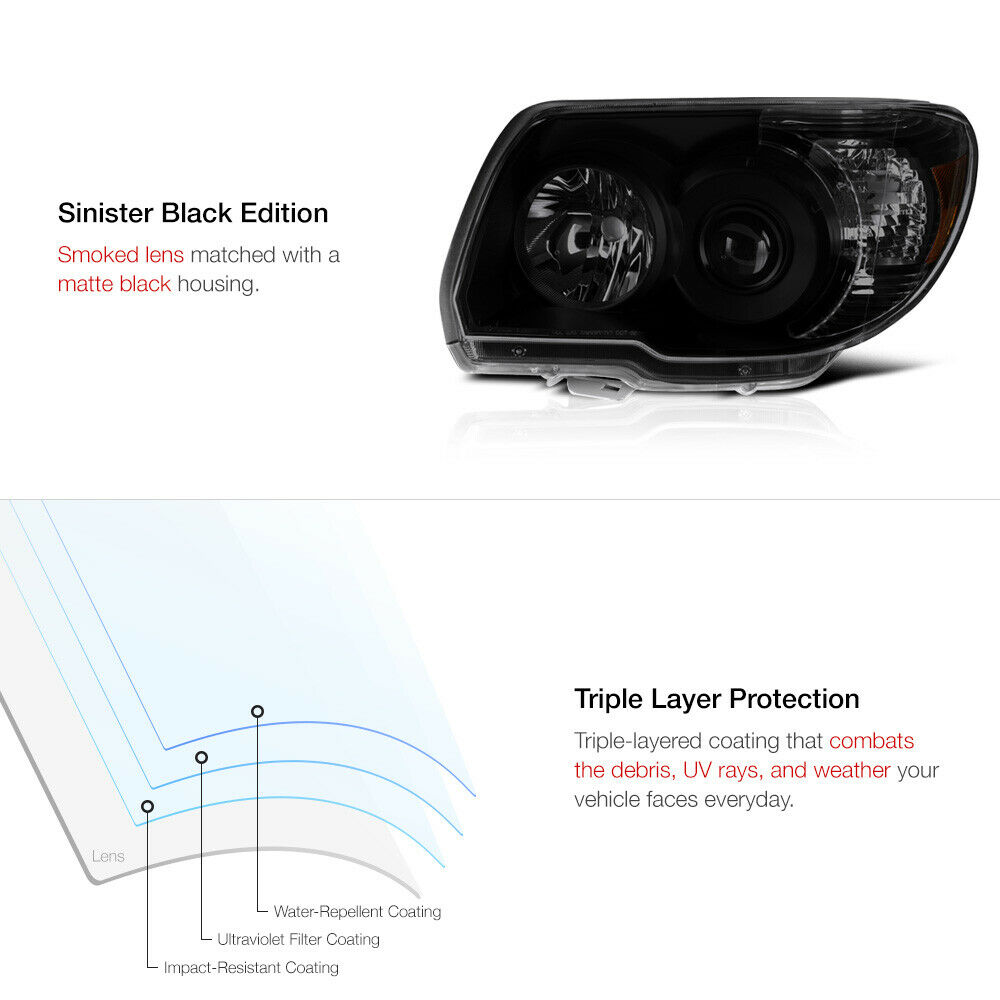 Sinister Black Edition
Smoked lens matched with a
matte black housing.
Triple Layer Protection
Triple-layered coating that combats
the debris, UV rays, and weather your
vehicle faces everyday.
Lens
Water-Repellent Coating
Ultraviolet Filter Coating
Impact-Resistant Coating